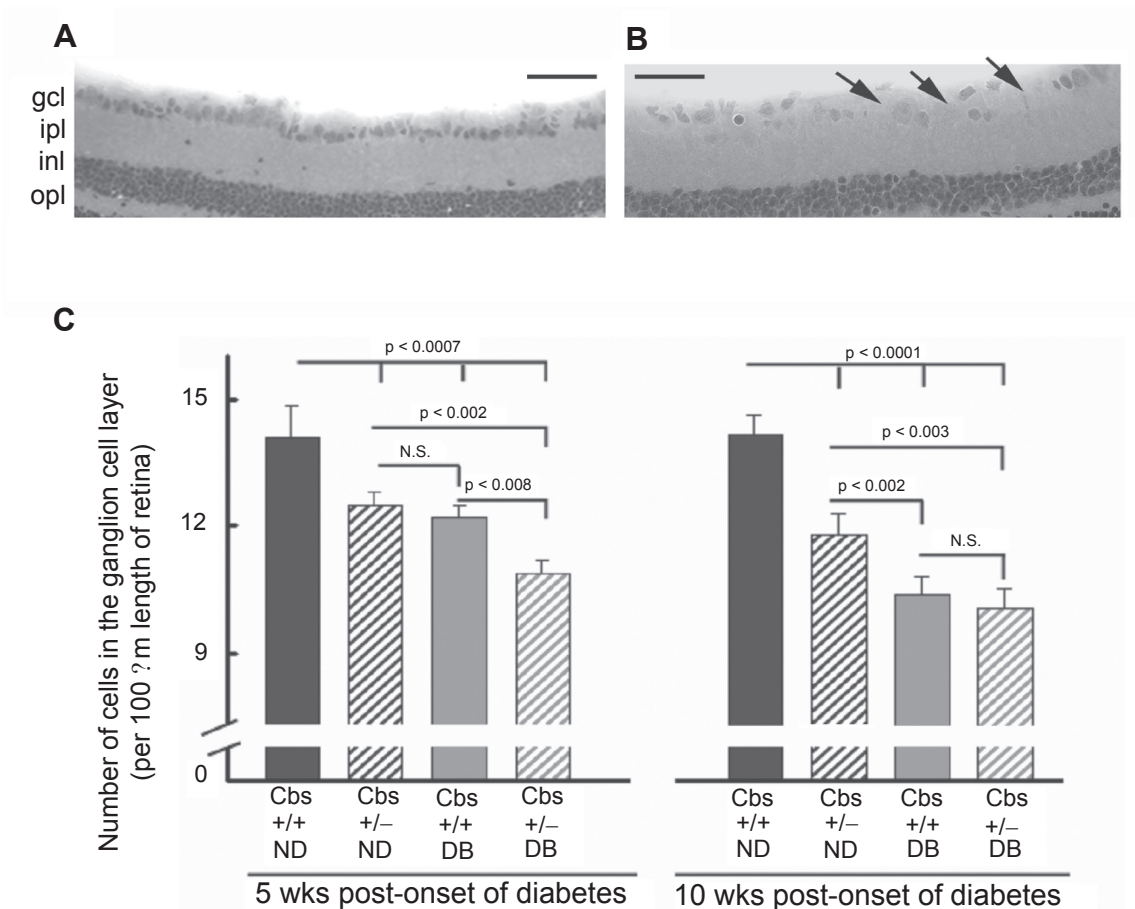 A
B
gcl
ipl
inl
opl
C
Number of cells in the ganglion cell layer
(per 100 ?m length of retina)
15
12
9
0
p < 0.0007
p < 0.002
N.S.
p < 0.008
p < 0.0001
p < 0.003
p < 0.002
N.S.
Cbs Cbs Cbs Cbs
+/+ +/– +/+ +/–
ND ND DB DB
5 wks post-onset of diabetes
Cbs Cbs Cbs Cbs
+/+ +/– +/+ +/–
ND ND DB DB
10 wks post-onset of diabetes